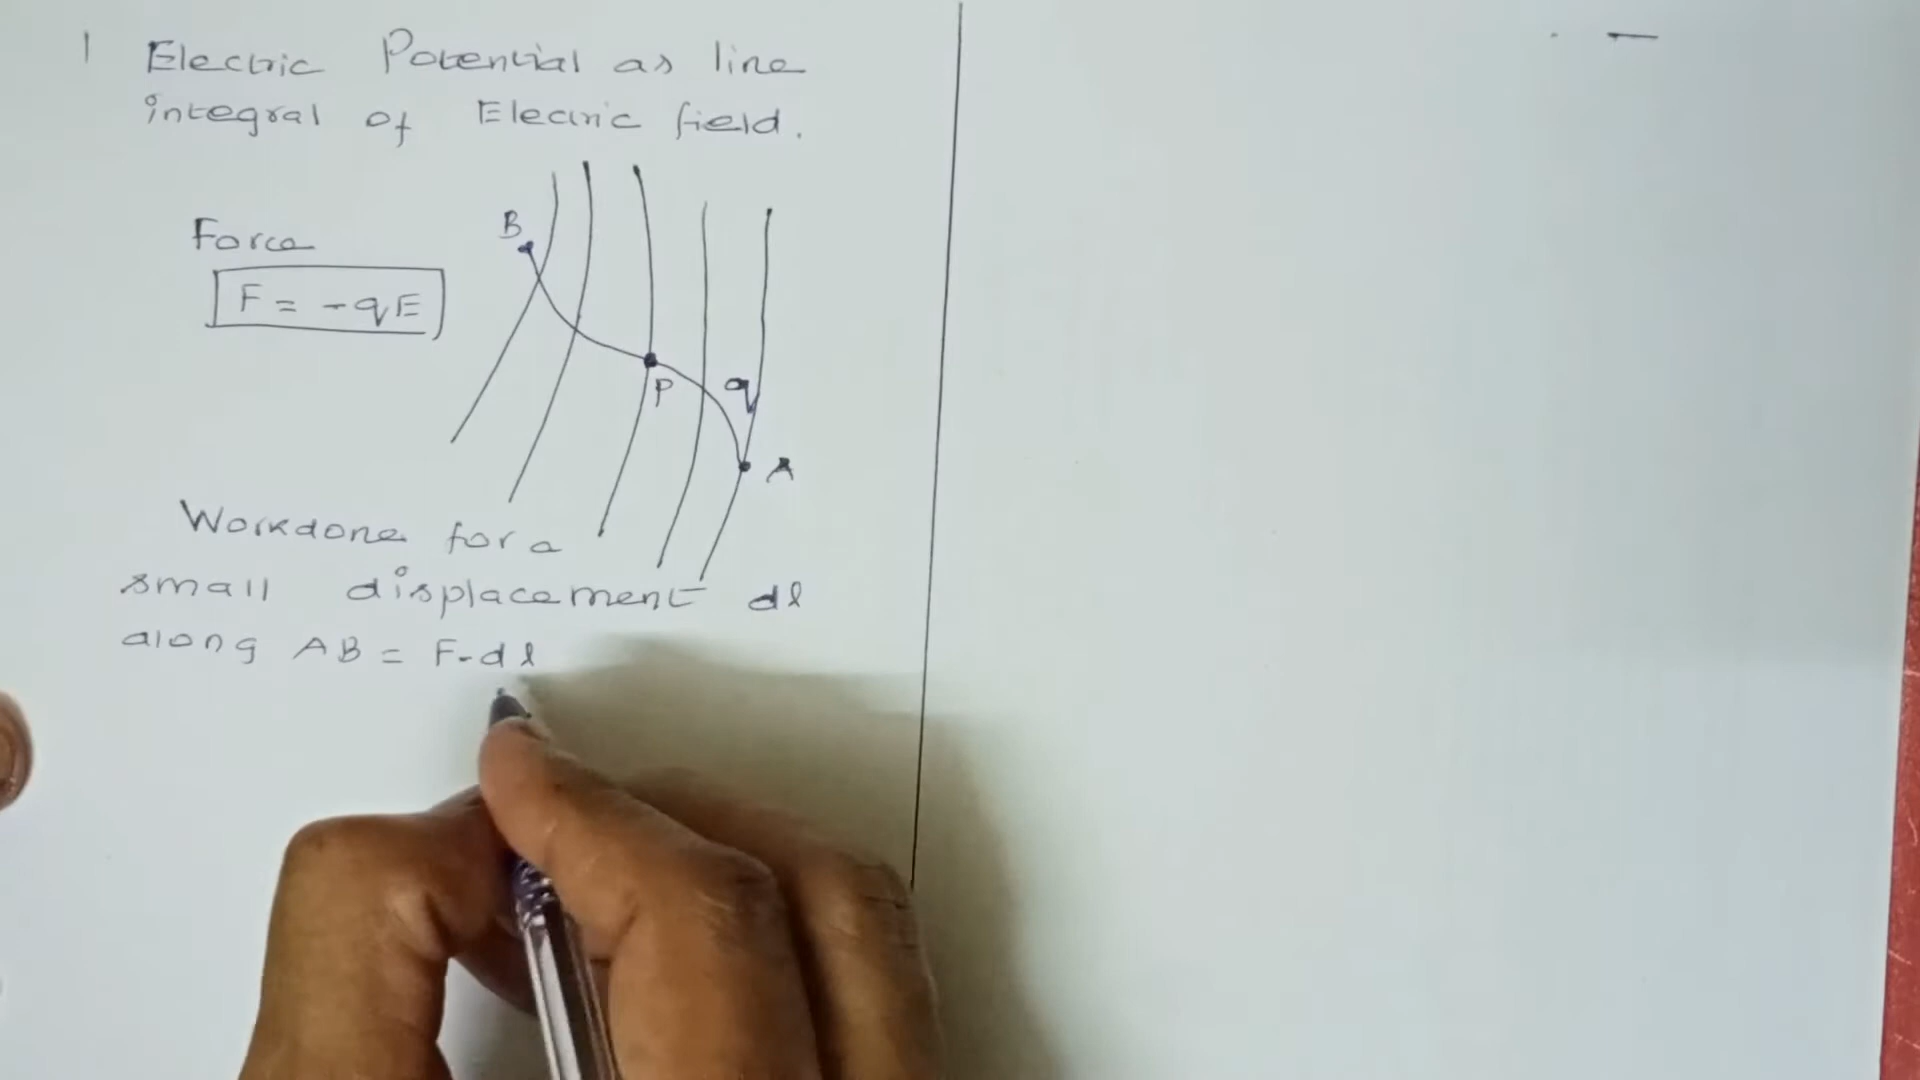 1 Electric Potential as line
integral of Electric field.
Force
F = -qE
B
P
q
A
Workdone for a
small displacement dl
along AB = F.dl